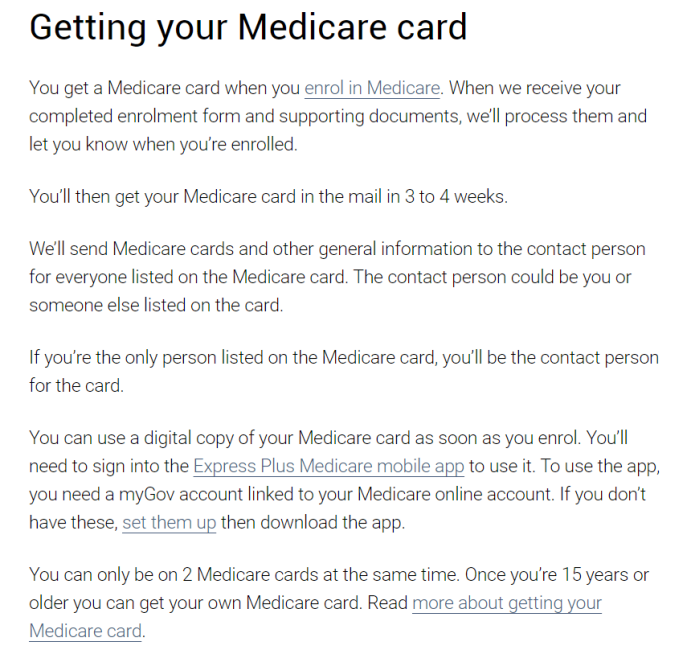 Getting your Medicare card
You get a Medicare card when you enrol in Medicare. When we receive your
completed enrolment form and supporting documents, we'll process them and
let you know when you're enrolled.
You'll then get your Medicare card in the mail in 3 to 4 weeks.
We'll send Medicare cards and other general information to the contact person
for everyone listed on the Medicare card. The contact person could be you or
someone else listed on the card.
If you're the only person listed on the Medicare card, you'll be the contact person
for the card.
You can use a digital copy of your Medicare card as soon as you enrol. You'll
need to sign into the Express Plus Medicare mobile app to use it. To use the app,
you need a myGov account linked to your Medicare online account. If you don't
have these, set them up then download the app.
You can only be on 2 Medicare cards at the same time. Once you're 15 years or
older you can get your own Medicare card. Read more about getting your
Medicare card.